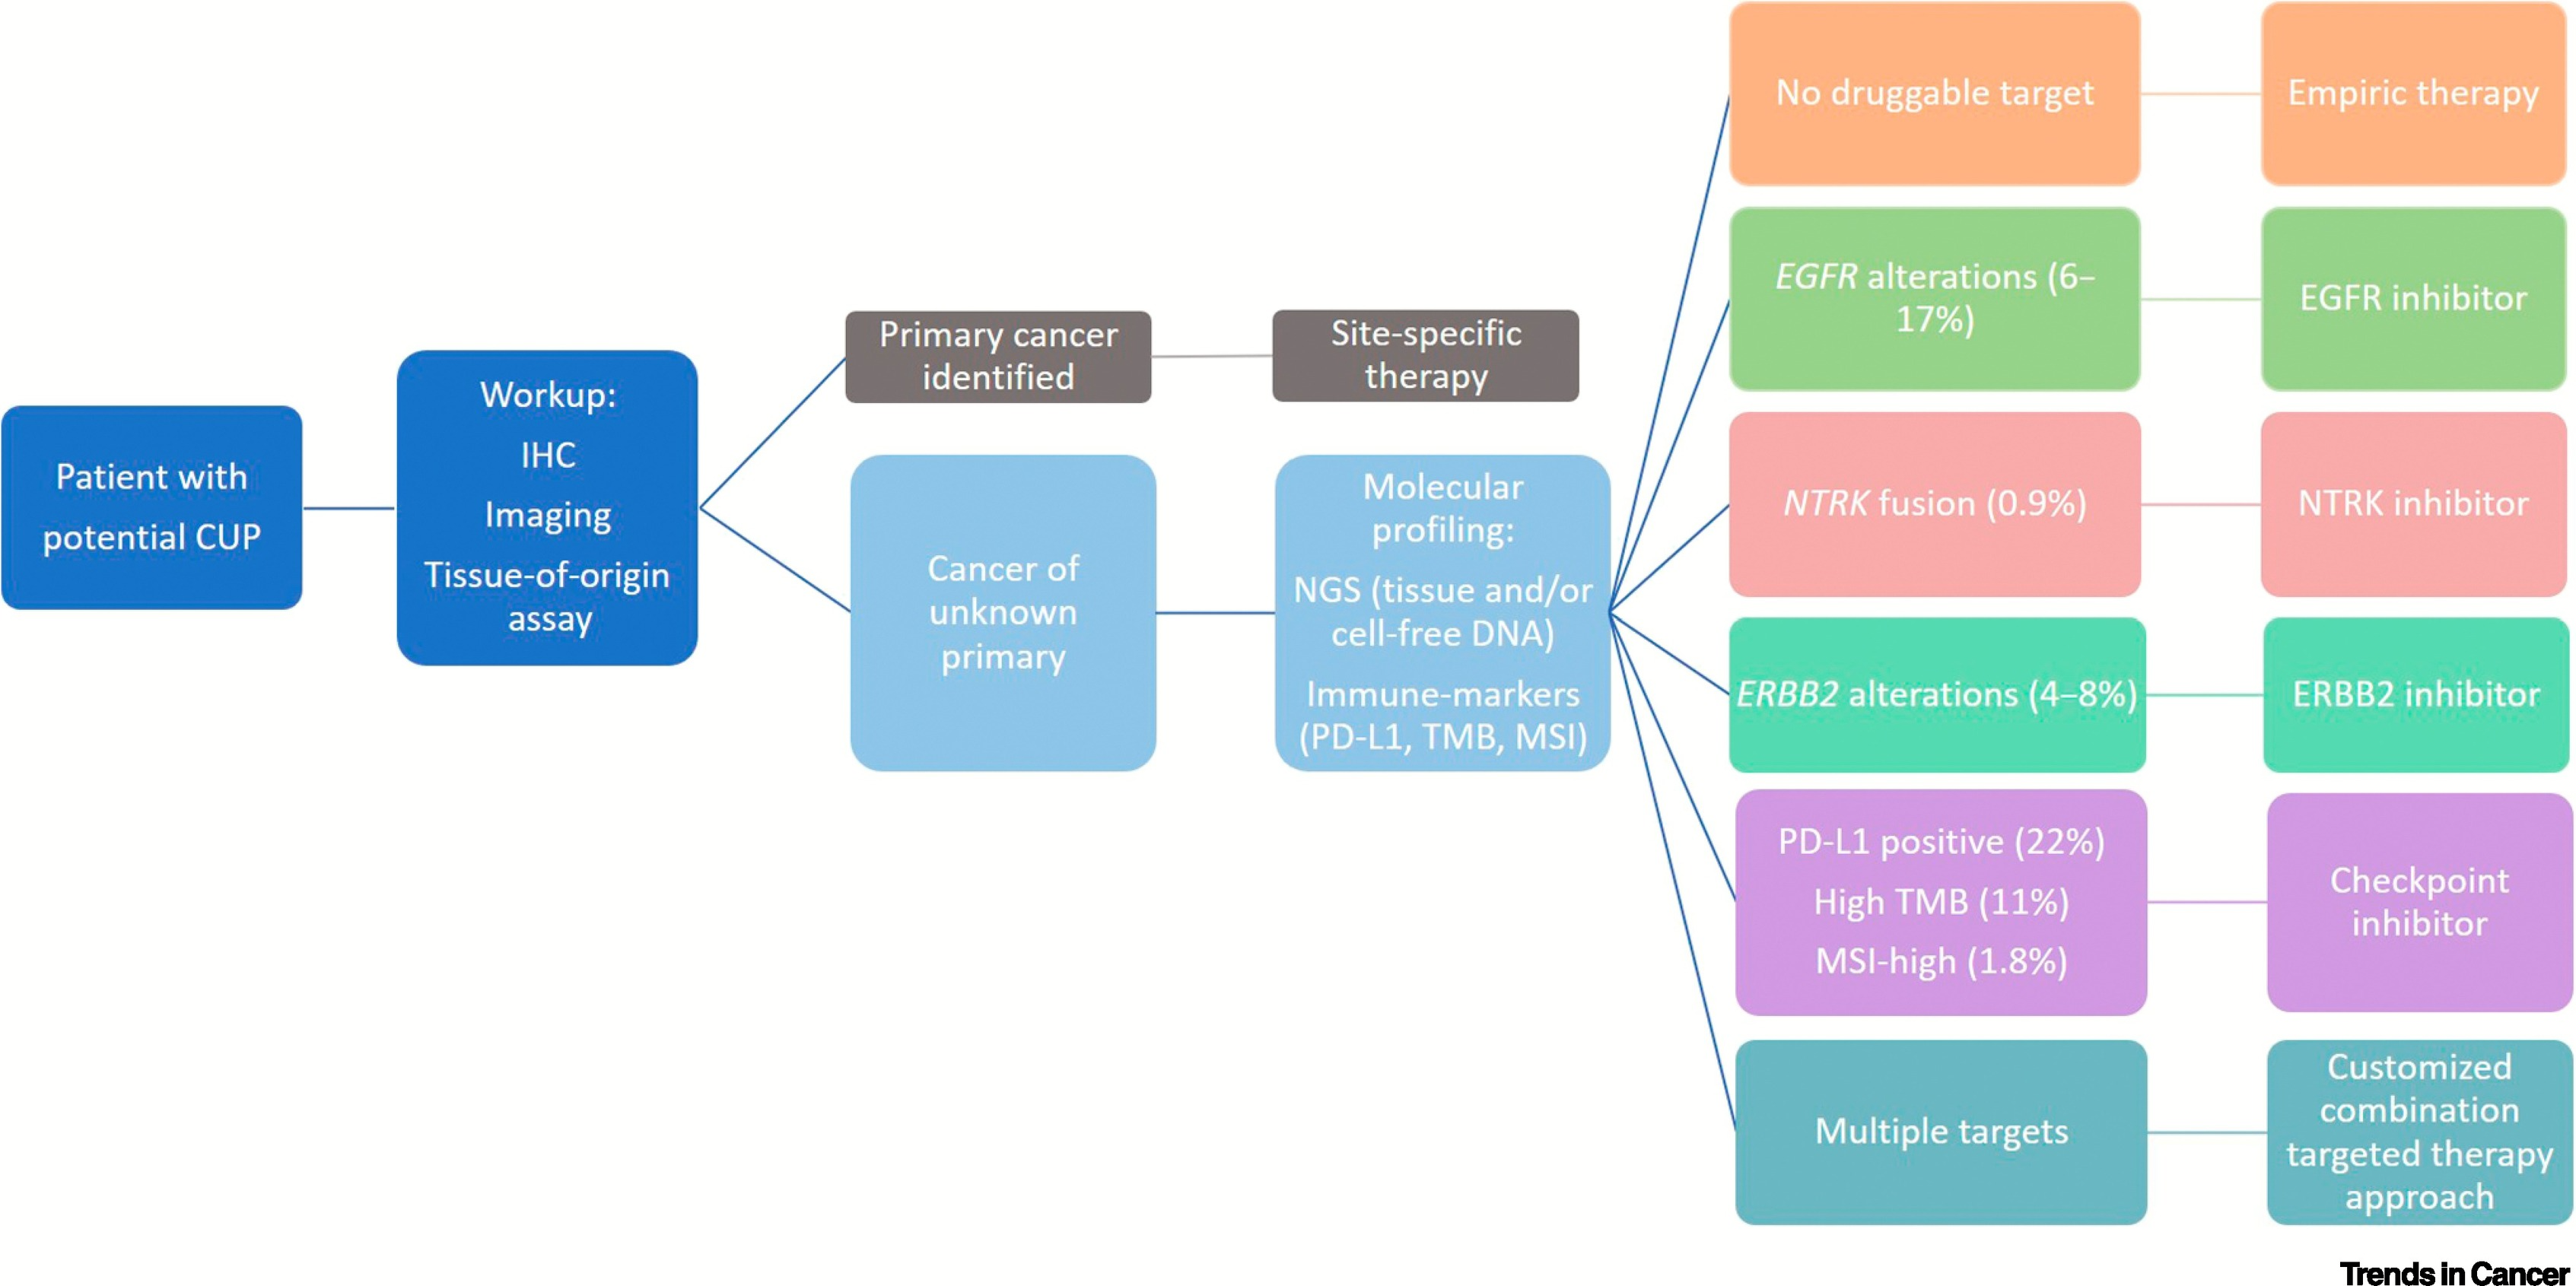 Patient with
potential CUP
Workup:
IHC
Imaging
Tissue-of-origin
assay
Primary cancer
identified
Site-specific
therapy
Cancer of
unknown
primary
Molecular
profiling:
NGS (tissue and/or
cell-free DNA)
Immune-markers
(PD-L1, TMB, MSI)
No druggable target
Empiric therapy
EGFR alterations (6–
17%)
EGFR inhibitor
NTRK fusion (0.9%)
NTRK inhibitor
ERBB2 alterations (4–8%)
ERBB2 inhibitor
PD-L1 positive (22%)
High TMB (11%)
MSI-high (1.8%)
Checkpoint
inhibitor
Multiple targets
Customized
combination
targeted therapy
approach
Trends in Cancer